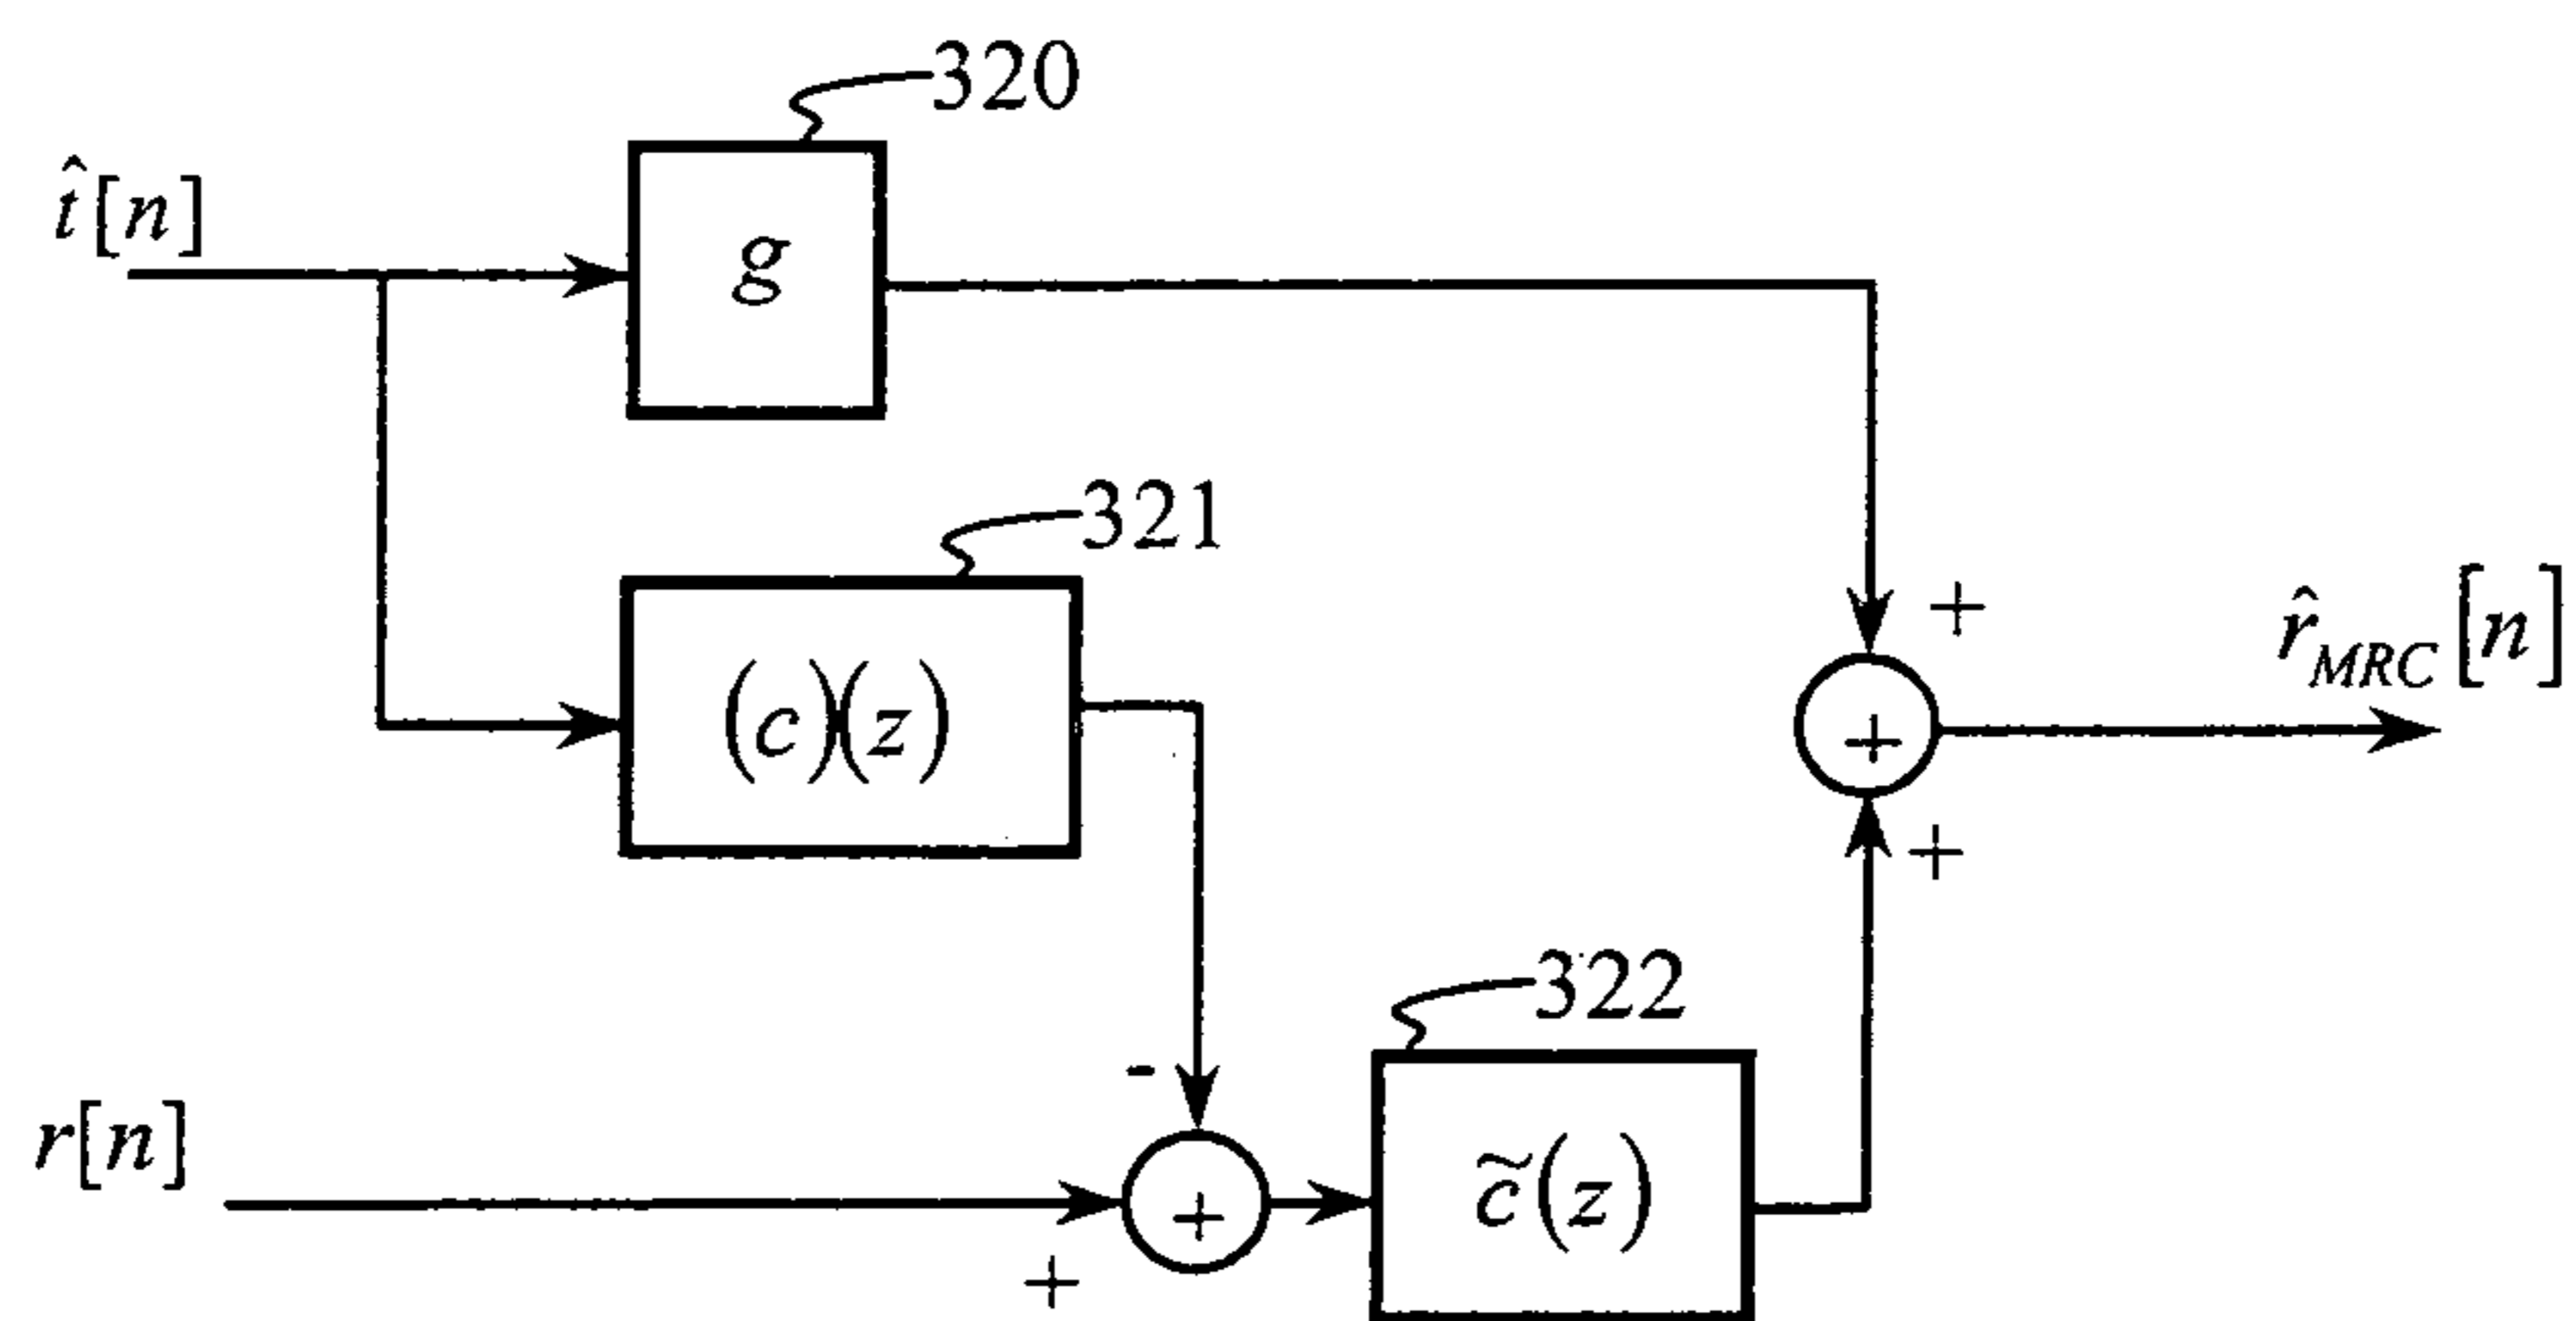 320
t̂[n]
g
321
(c)(z)
+
r̂MRC[n]
+
+
322
-
r[n]
+
c̃(z)
+